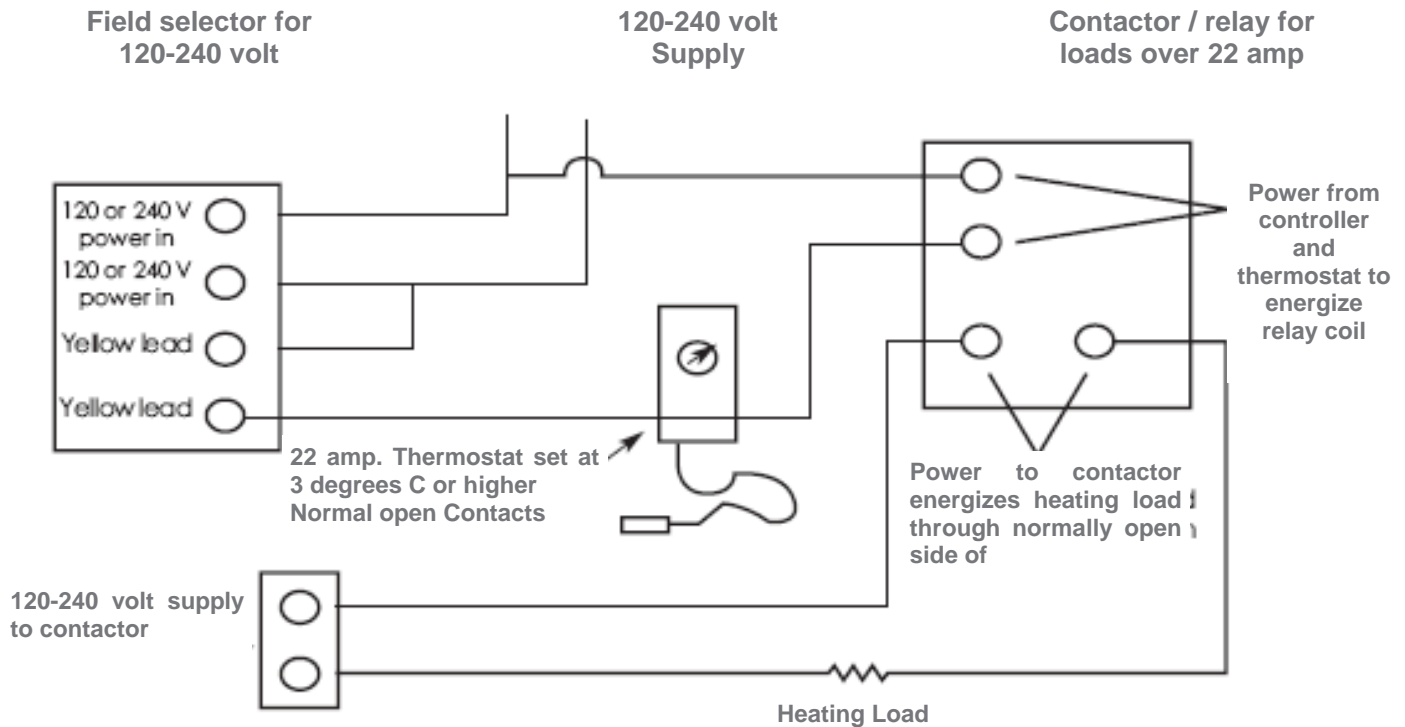 Field selector for
120-240 volt
120-240 volt
Supply
Contactor / relay for
loads over 22 amp
120 or 240 V
power in
120 or 240 V
power in
Yellow lead
Yellow lead
Power from
controller
and
thermostat to
energize
relay coil
22 amp. Thermostat set at
3 degrees C or higher
Normal open Contacts
Power to contactor
energizes heating load
through normally open
side of
120-240 volt supply
to contactor
Heating Load